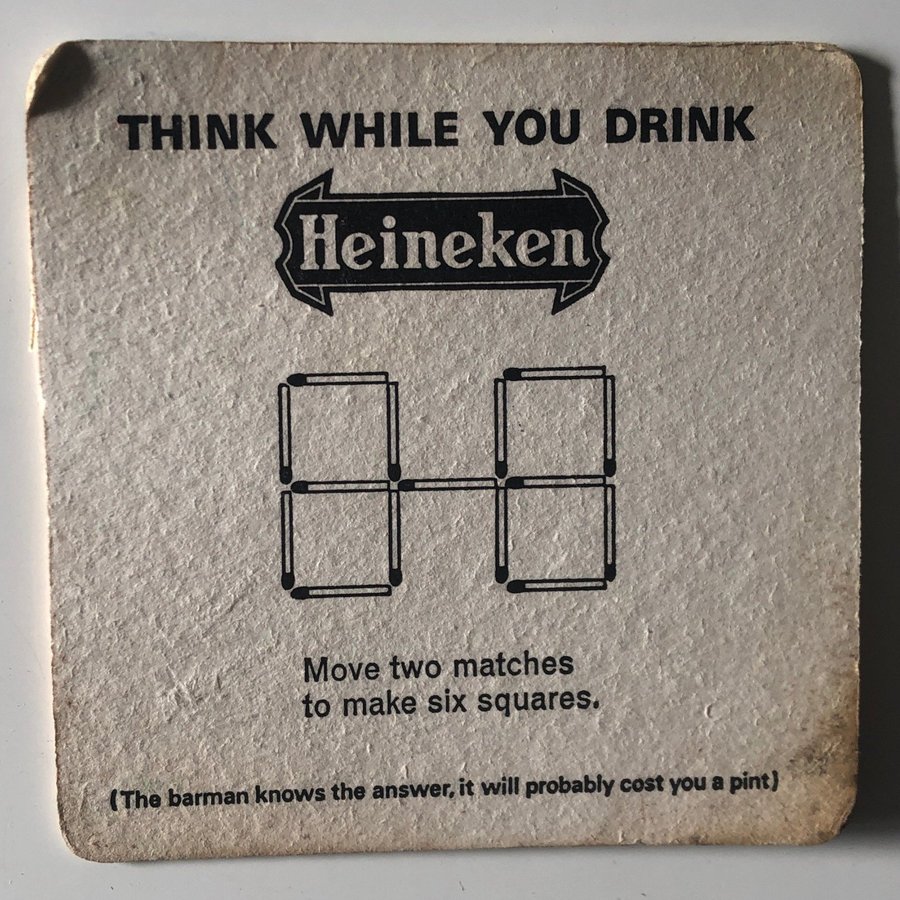 THINK WHILE YOU DRINK
Heineken
Move two matches
to make six squares.
(The barman knows the answer, it will probably cost you a pint)